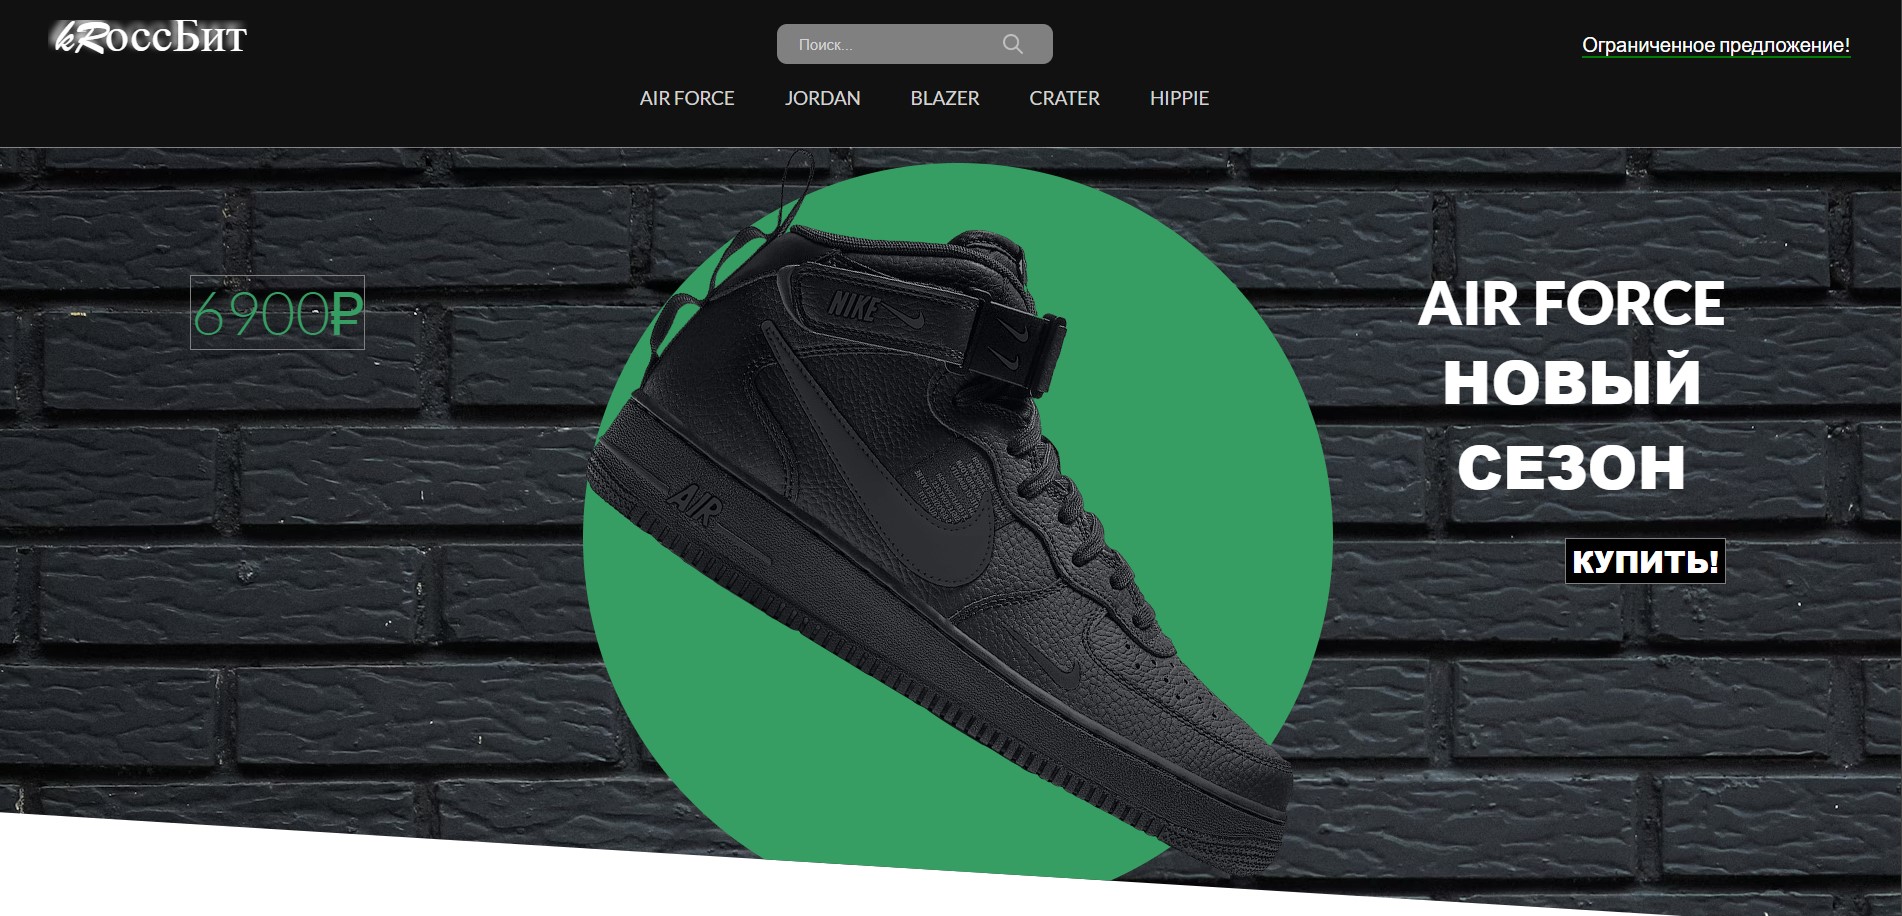 kRоссБит
Поиск...
Ограниченное предложение!
AIR FORCE JORDAN BLAZER CRATER HIPPIE
6900₽
NIKE
AIR
AIR FORCE
НОВЫЙ
СЕЗОН
КУПИТЬ!